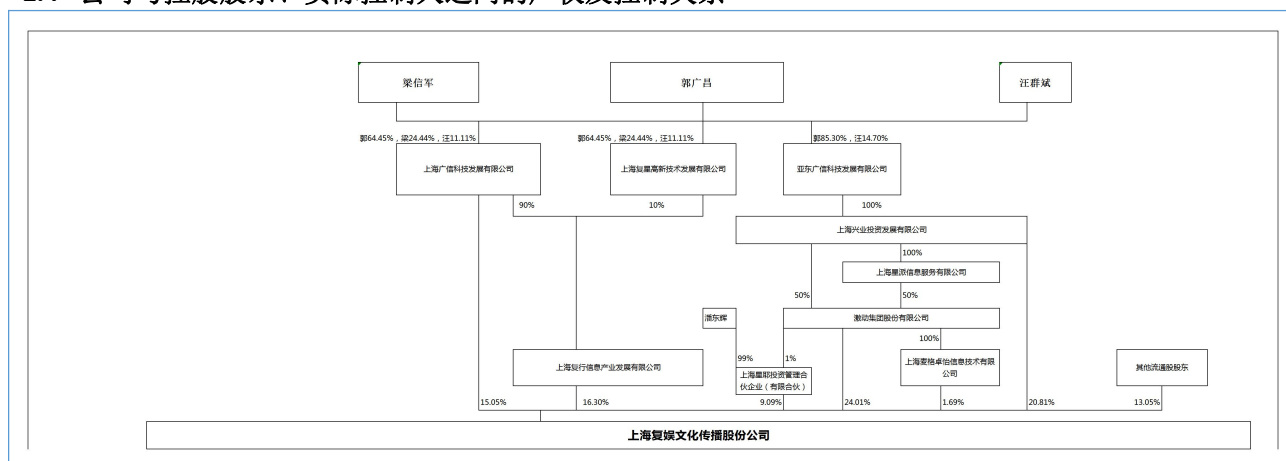 梁信军
郭广昌
汪群斌
郭64.45%，梁24.44%，汪11.11%
郭64.45%，梁24.44%，汪11.11%
郭85.30%，汪14.70%
上海广信科技发展有限公司
上海复星高新技术发展有限公司
亚东广信科技发展有限公司
90%
10%
100%
上海兴业投资发展有限公司
100%
上海星派信息服务有限公司
50%
50%
潘东辉
激动集团股份有限公司
100%
99%
1%
上海复行信息产业发展有限公司
上海星耶投资管理合
伙企业（有限合伙）
上海麦格卓怡信息技术有限
公司
其他流通股股东
15.05%
16.30%
9.09%
24.01%
1.69%
20.81%
13.05%
上海复娱文化传播股份公司